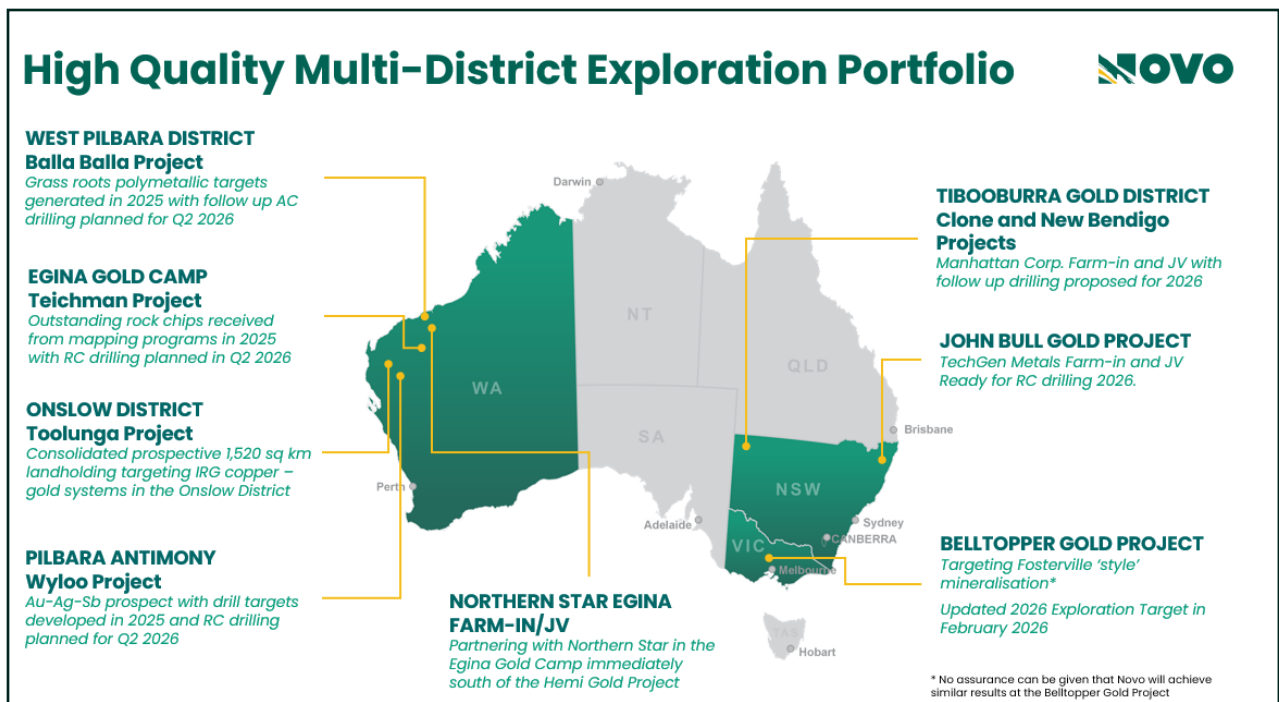 High Quality Multi-District Exploration Portfolio
NOVO
WEST PILBARA DISTRICT
Balla Balla Project
Grass roots polymetallic targets
generated in 2025 with follow up AC
drilling planned for Q2 2026
EGINA GOLD CAMP
Teichman Project
Outstanding rock chips received
from mapping programs in 2025
with RC drilling planned in Q2 2026
ONSLOW DISTRICT
Toolunga Project
Consolidated prospective 1,520 sq km
landholding targeting IRG copper –
gold systems in the Onslow District
PILBARA ANTIMONY
Wyloo Project
Au-Ag-Sb prospect with drill targets
developed in 2025 and RC drilling
planned for Q2 2026
NORTHERN STAR EGINA
FARM-IN/JV
Partnering with Northern Star in the
Egina Gold Camp immediately
south of the Hemi Gold Project
Darwin
NT
QLD
WA
SA
Brisbane
Perth
NSW
Adelaide
Sydney
CANBERRA
VIC
Melbourne
TAS
Hobart
TIBOOBURRA GOLD DISTRICT
Clone and New Bendigo
Projects
Manhattan Corp. Farm-in and JV with
follow up drilling proposed for 2026
JOHN BULL GOLD PROJECT
TechGen Metals Farm-in and JV
Ready for RC drilling 2026.
BELLTOPPER GOLD PROJECT
Targeting Fosterville ‘style’
mineralisation*
Updated 2026 Exploration Target in
February 2026
* No assurance can be given that Novo will achieve
similar results at the Belltopper Gold Project